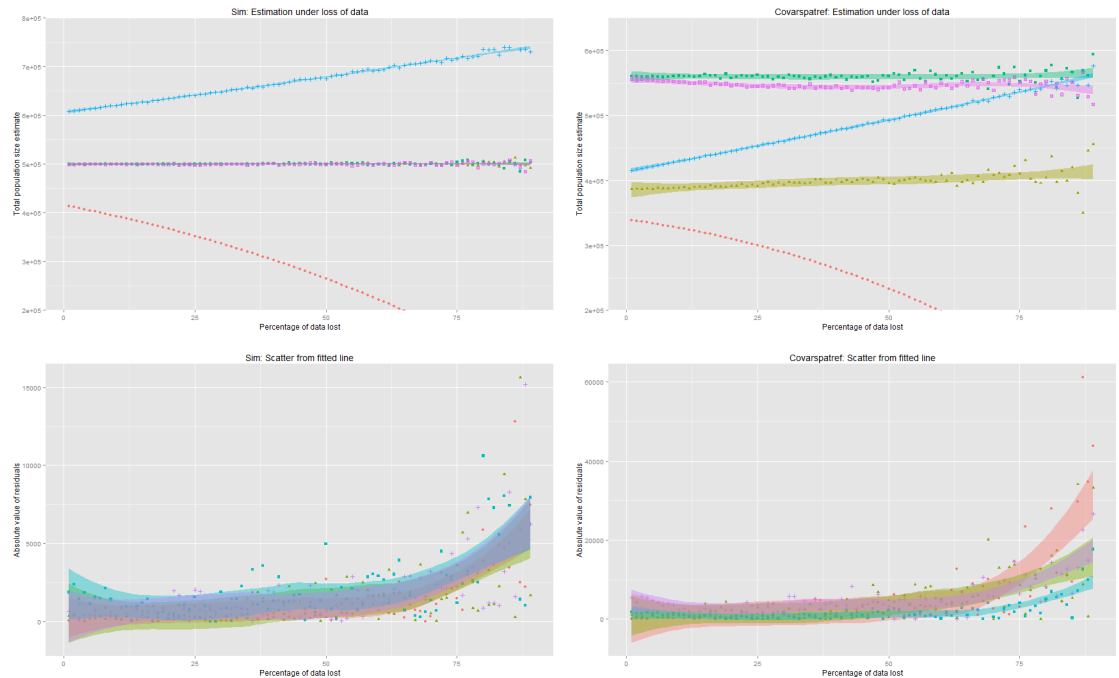 Sim: Estimation under loss of data
8e+05
7e+05
6e+05
5e+05
4e+05
3e+05
2e+05
Total population size estimate
0
25
50
75
Percentage of data lost
Covarspatref: Estimation under loss of data
6e+05
5e+05
4e+05
3e+05
2e+05
Total population size estimate
0
25
50
75
Percentage of data lost
Sim: Scatter from fitted line
15000
10000
5000
0
Absolute value of residuals
0
25
50
75
Percentage of data lost
Covarspatref: Scatter from fitted line
60000
40000
20000
0
Absolute value of residuals
0
25
50
75
Percentage of data lost